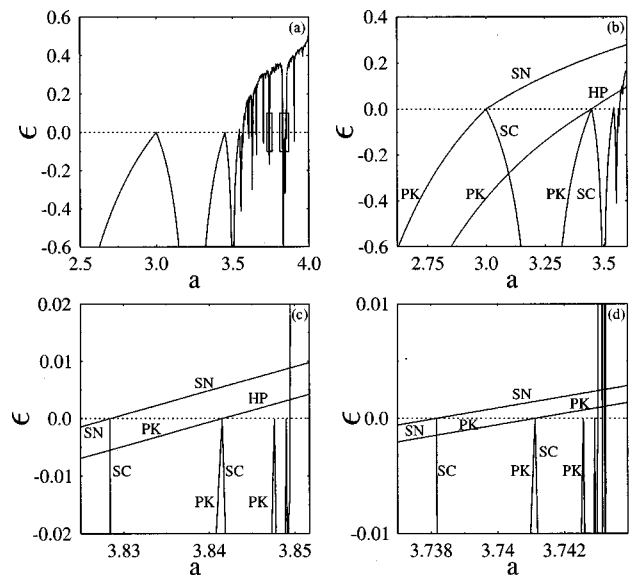 (a)
0.6
0.4
0.2
0.0
-0.2
-0.4
-0.6
ϵ
2.5 3.0 3.5 4.0
a
(b)
0.4
0.2
0.0
-0.2
-0.4
-0.6
ϵ
SN
HP
SC
PK PK PK SC
2.75 3.0 3.25 3.5
a
(c)
0.02
0.01
0.00
-0.01
-0.02
ϵ
SN
HP
SN PK
SC SC
PK PK
3.83 3.84 3.85
a
(d)
0.01
0.00
-0.01
ϵ
SN
PK
PK
SN
SC
SC
PK PK
3.738 3.74 3.742
a